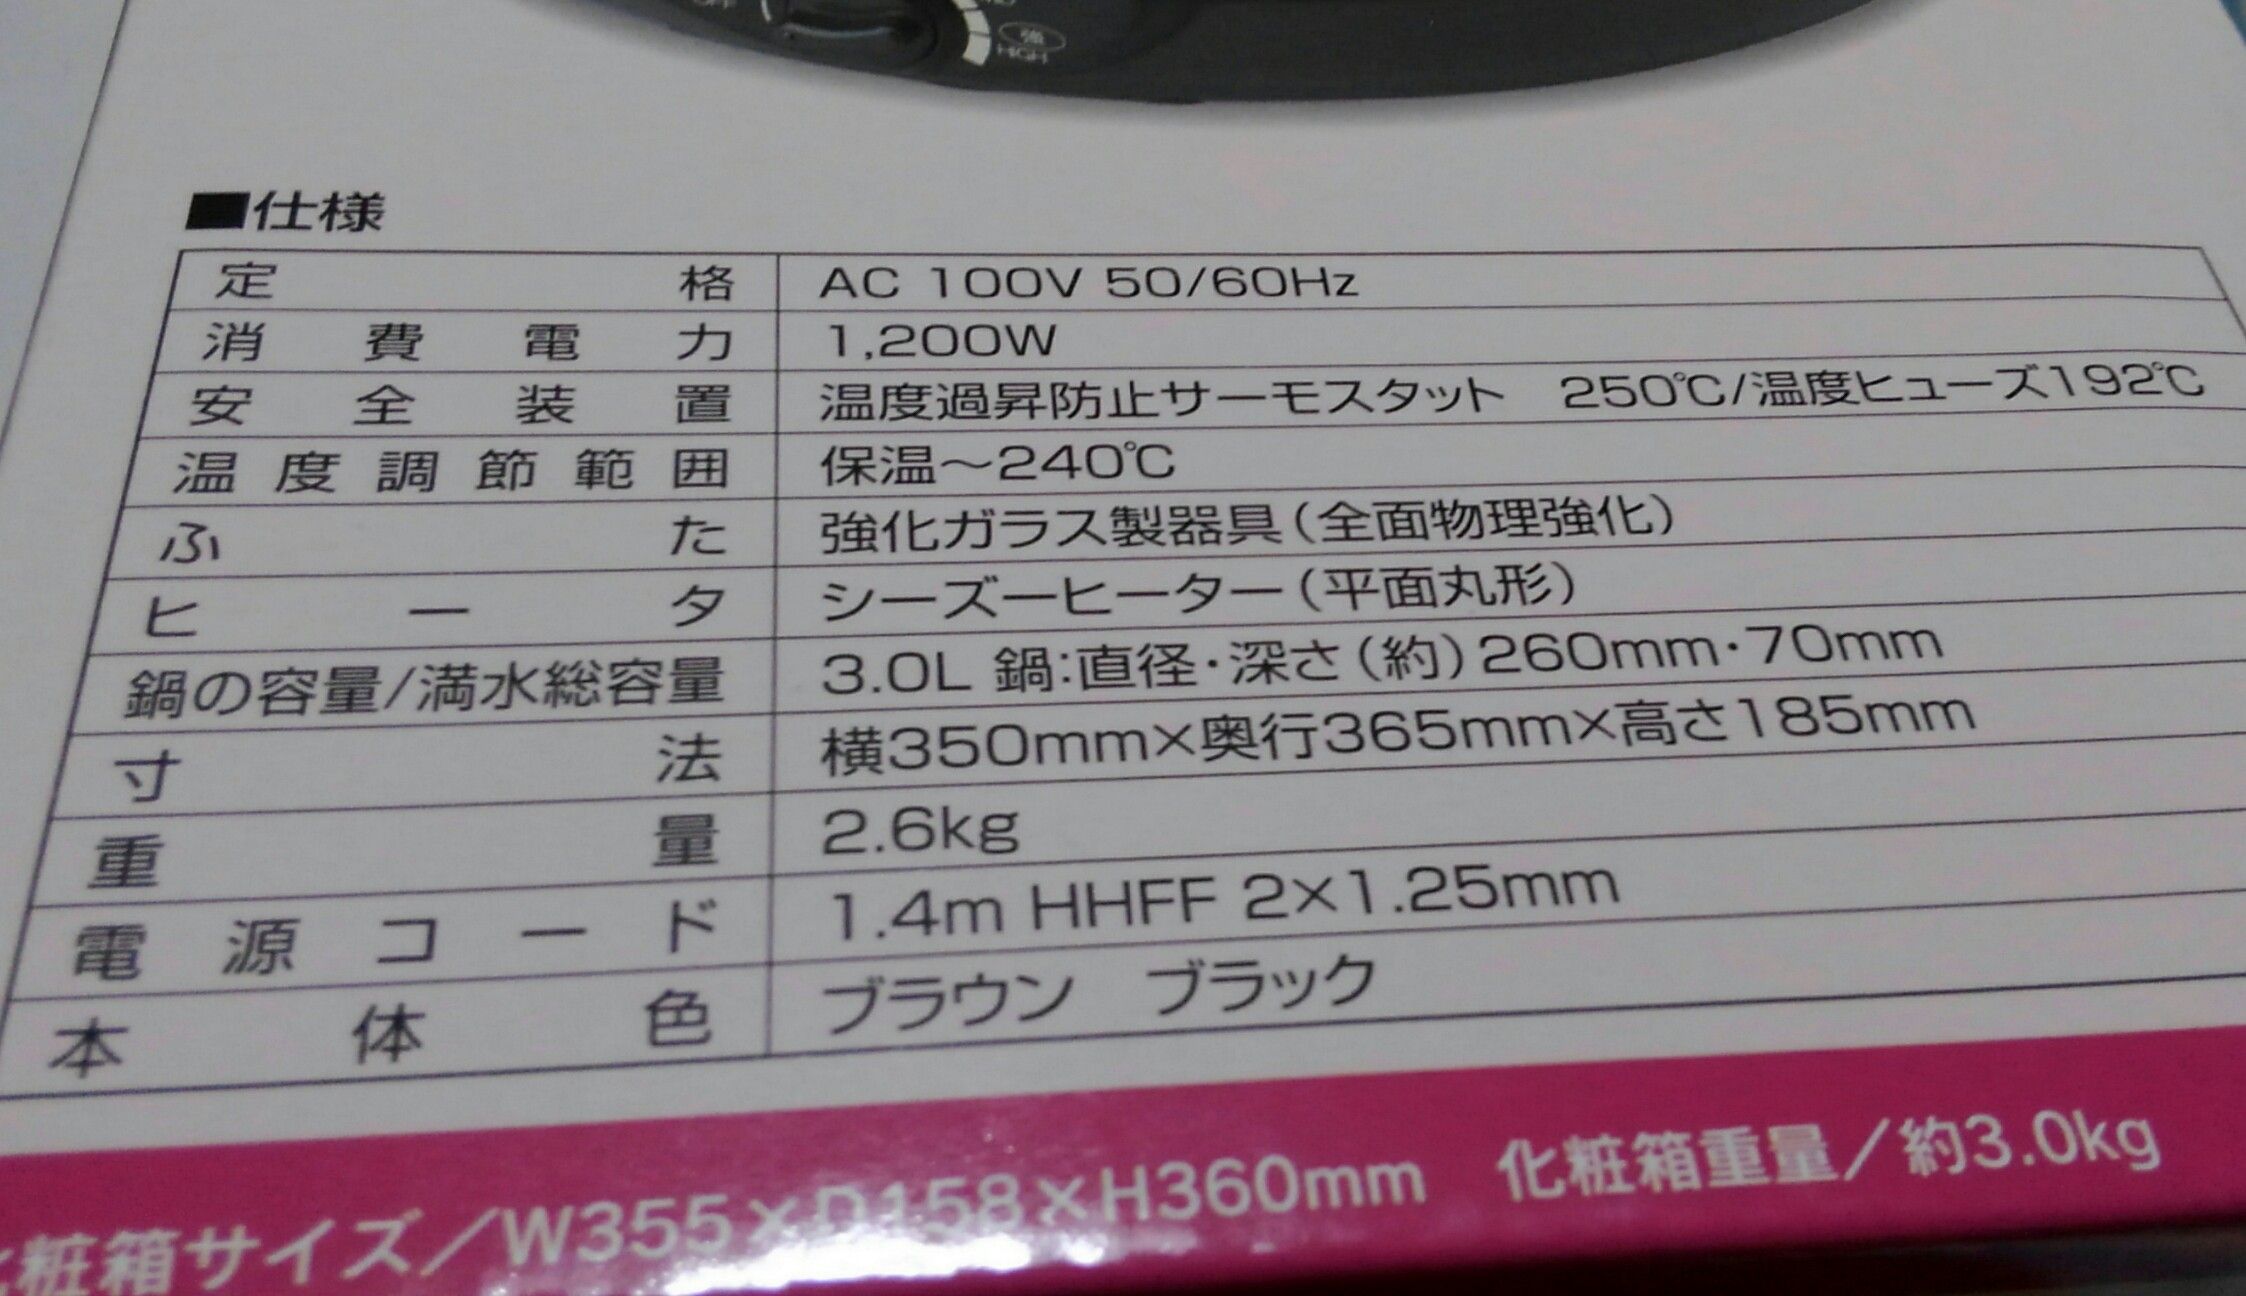 強
HIGH
■仕様
定格 AC 100V 50/60Hz
消費電力 1,200W
安全装置 温度過昇防止サーモスタット 250℃/温度ヒューズ192℃
温度調節範囲 保温～240℃
ふた 強化ガラス製器具（全面物理強化）
ヒータ シーズーヒーター（平面丸形）
鍋の容量/満水総容量 3.0L 鍋:直径・深さ（約）260mm・70mm
寸法 横350mm×奥行365mm×高さ185mm
重量 2.6kg
電源コード 1.4m HHFF 2×1.25mm
本体色 ブラウン ブラック
粧箱サイズ／W355×D158×H360mm 化粧箱重量／約3.0kg